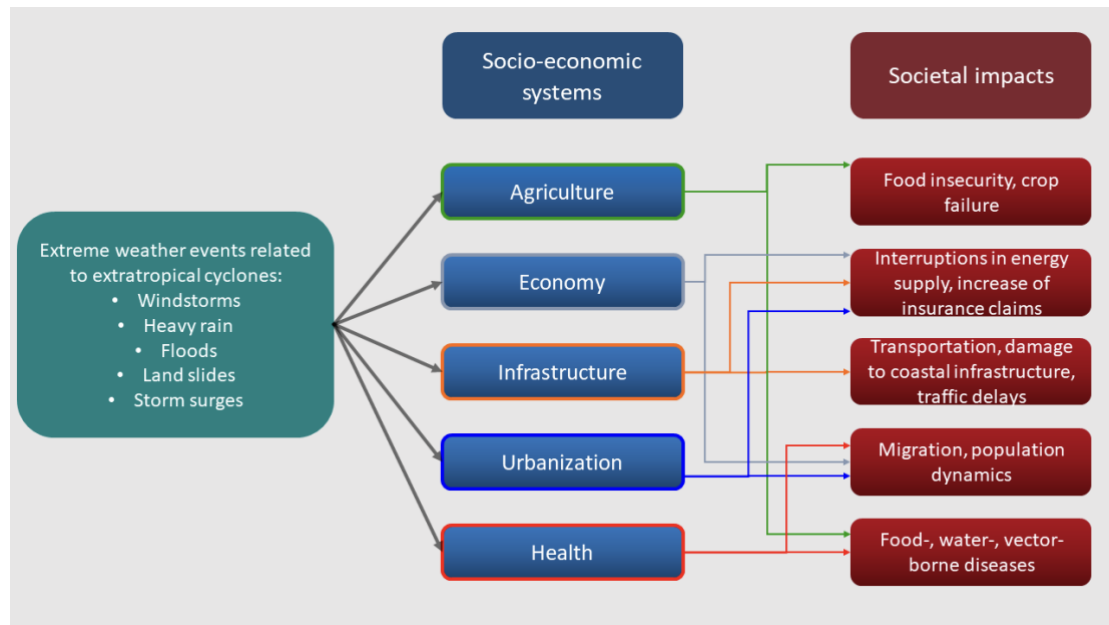 Socio-economic
systems
Societal impacts
Extreme weather events related
to extratropical cyclones:
• Windstorms
• Heavy rain
• Floods
• Land slides
• Storm surges
Agriculture
Economy
Infrastructure
Urbanization
Health
Food insecurity, crop
failure
Interruptions in energy
supply, increase of
insurance claims
Transportation, damage
to coastal infrastructure,
traffic delays
Migration, population
dynamics
Food-, water-, vector-
borne diseases